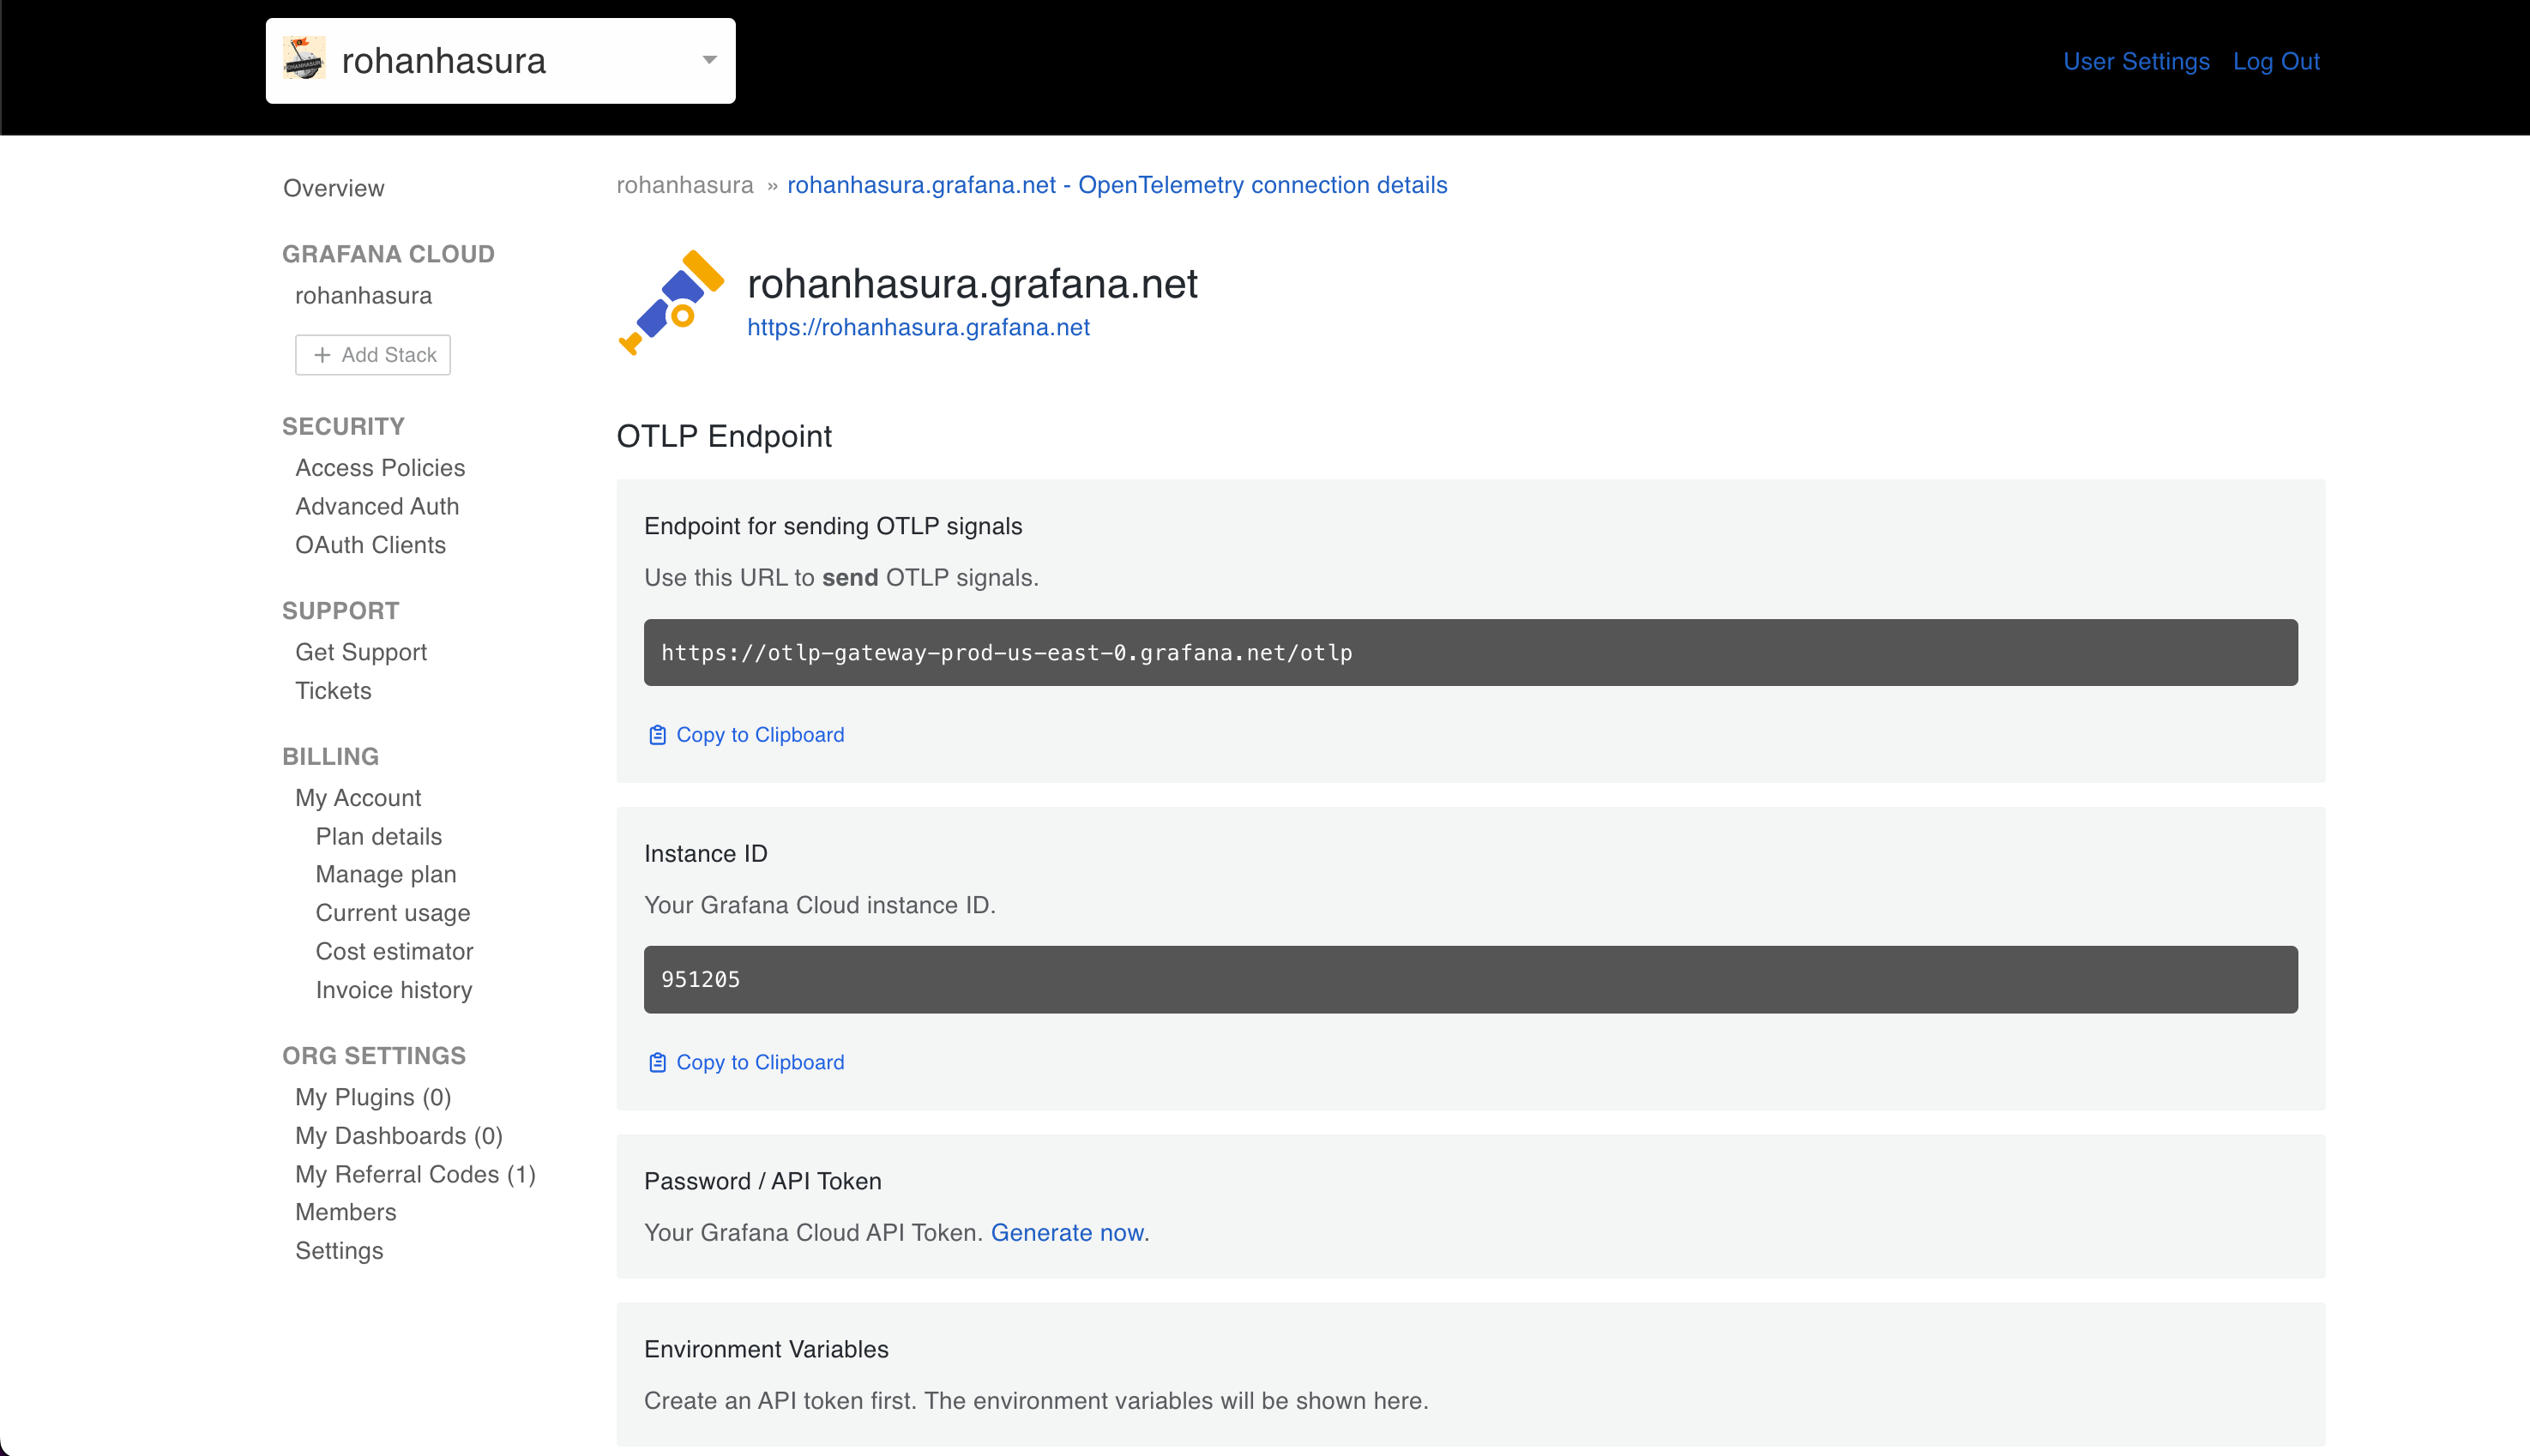 rohanhasura
User Settings Log Out
Overview
GRAFANA CLOUD
rohanhasura
+ Add Stack
SECURITY
Access Policies
Advanced Auth
OAuth Clients
SUPPORT
Get Support
Tickets
BILLING
My Account
Plan details
Manage plan
Current usage
Cost estimator
Invoice history
ORG SETTINGS
My Plugins (0)
My Dashboards (0)
My Referral Codes (1)
Members
Settings
rohanhasura » rohanhasura.grafana.net - OpenTelemetry connection details
rohanhasura.grafana.net
https://rohanhasura.grafana.net
OTLP Endpoint
Endpoint for sending OTLP signals
Use this URL to send OTLP signals.
https://otlp-gateway-prod-us-east-0.grafana.net/otlp
Copy to Clipboard
Instance ID
Your Grafana Cloud instance ID.
951205
Copy to Clipboard
Password / API Token
Your Grafana Cloud API Token. Generate now.
Environment Variables
Create an API token first. The environment variables will be shown here.